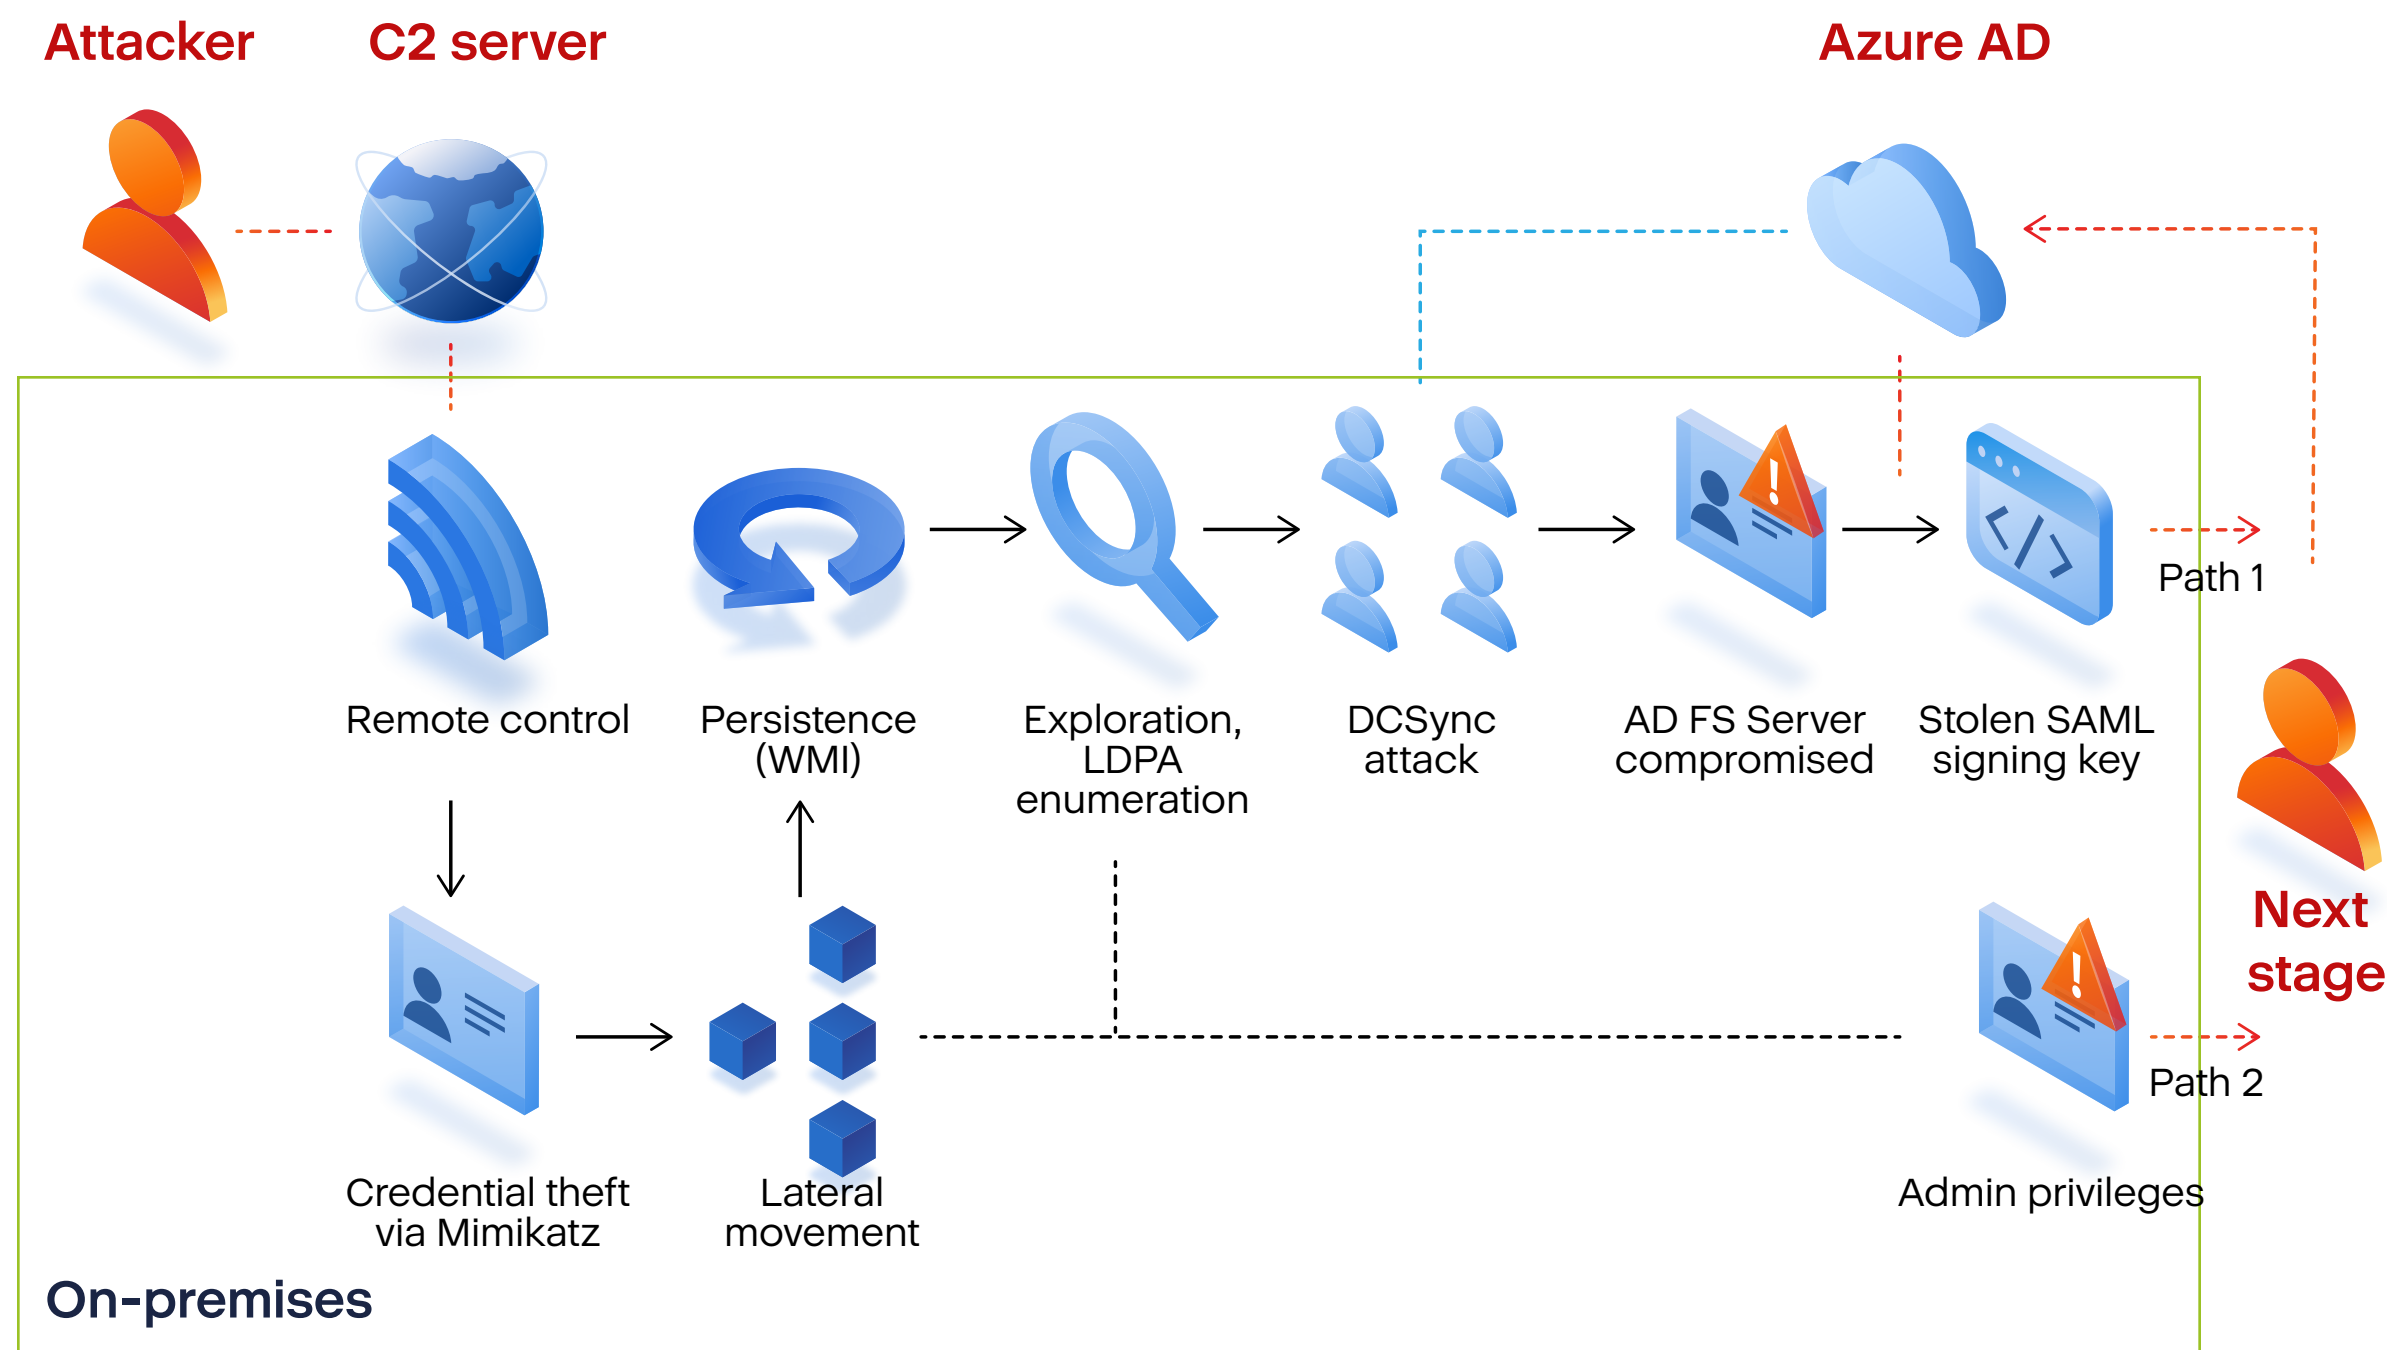 Attacker
C2 server
Azure AD
Path 1
Remote control
Persistence
(WMI)
Exploration,
LDPA
enumeration
DCSync
attack
AD FS Server
compromised
Stolen SAML
signing key
Next
stage
Path 2
Credential theft
via Mimikatz
Lateral
movement
Admin privileges
On-premises